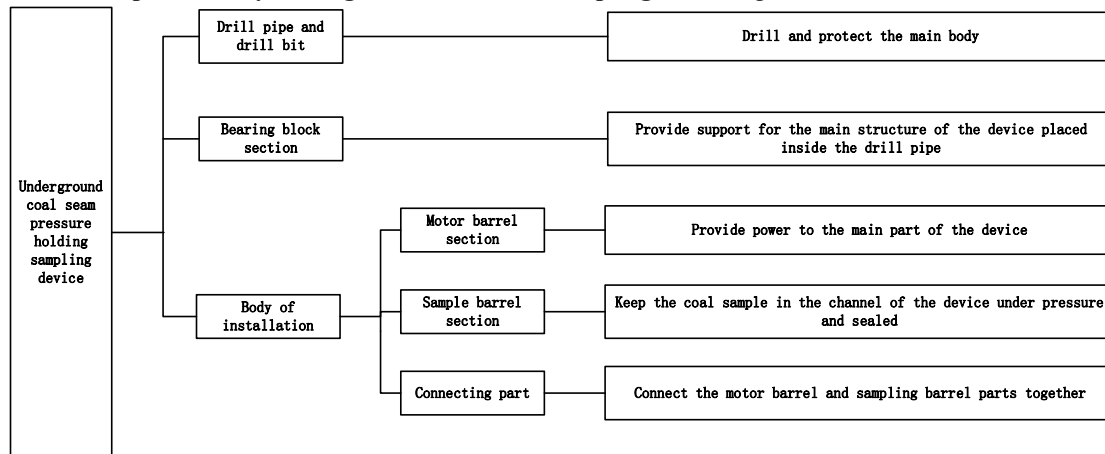 Underground
coal seam
pressure
holding
sampling
device
Drill pipe and
drill bit
Drill and protect the main body
Bearing block
section
Provide support for the main structure of the device placed
inside the drill pipe
Body of
installation
Motor barrel
section
Provide power to the main part of the device
Sample barrel
section
Keep the coal sample in the channel of the device under pressure
and sealed
Connecting part
Connect the motor barrel and sampling barrel parts together